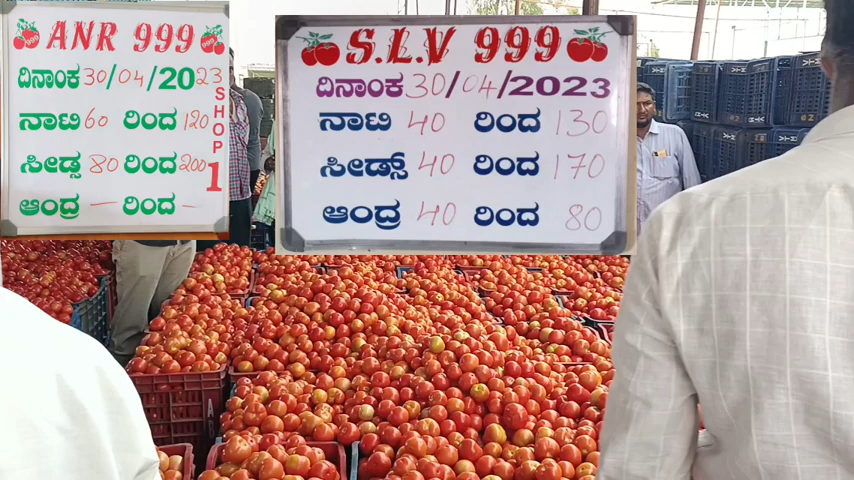 ANR 999
ದಿನಾಂಕ 30/04/2023
ನಾಟಿ 60 ರಿಂದ 120
ಸೀಡ್ಸ 80 ರಿಂದ 200
ಆಂದ್ರ — ರಿಂದ —
SHOP 1
S.L.V 999
ದಿನಾಂಕ 30/04/2023
ನಾಟಿ 40 ರಿಂದ 130
ಸೀಡ್ಸ್ 40 ರಿಂದ 170
ಆಂದ್ರ 40 ರಿಂದ 80